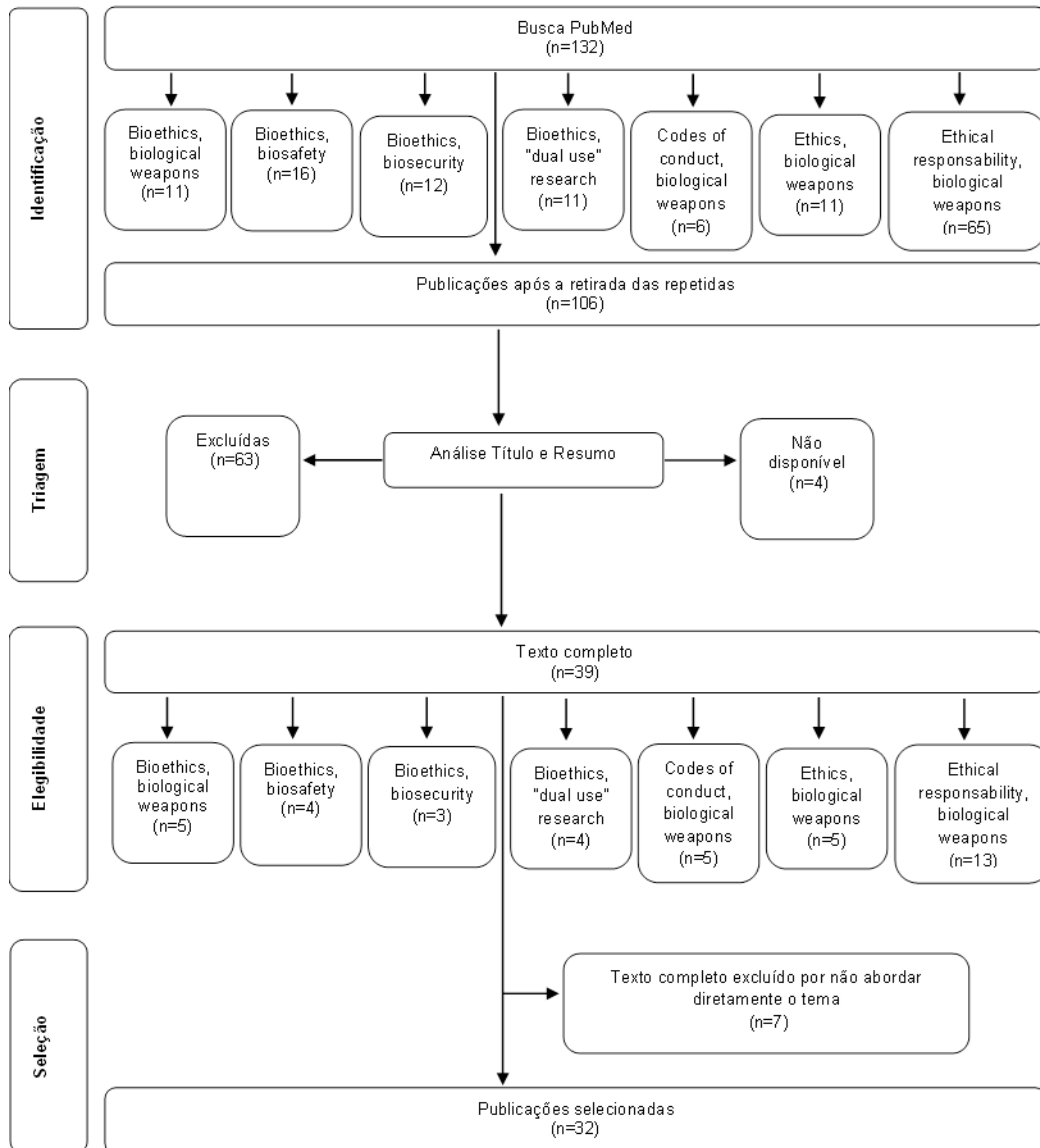 Identificação
Busca PubMed
(n=132)
Bioethics,
biological
weapons
(n=11)
Bioethics,
biosafety
(n=16)
Bioethics,
biosecurity
(n=12)
Bioethics,
"dual use"
research
(n=11)
Codes of
conduct,
biological
weapons
(n=6)
Ethics,
biological
weapons
(n=11)
Ethical
responsability,
biological
weapons
(n=65)
Publicações após a retirada das repetidas
(n=106)
Triagem
Excluídas
(n=63)
Análise Título e Resumo
Não
disponível
(n=4)
Elegibilidade
Texto completo
(n=39)
Bioethics,
biological
weapons
(n=5)
Bioethics,
biosafety
(n=4)
Bioethics,
biosecurity
(n=3)
Bioethics,
"dual use"
research
(n=4)
Codes of
conduct,
biological
weapons
(n=5)
Ethics,
biological
weapons
(n=5)
Ethical
responsability,
biological
weapons
(n=13)
Seleção
Texto completo excluído por não abordar
diretamente o tema
(n=7)
Publicações selecionadas
(n=32)